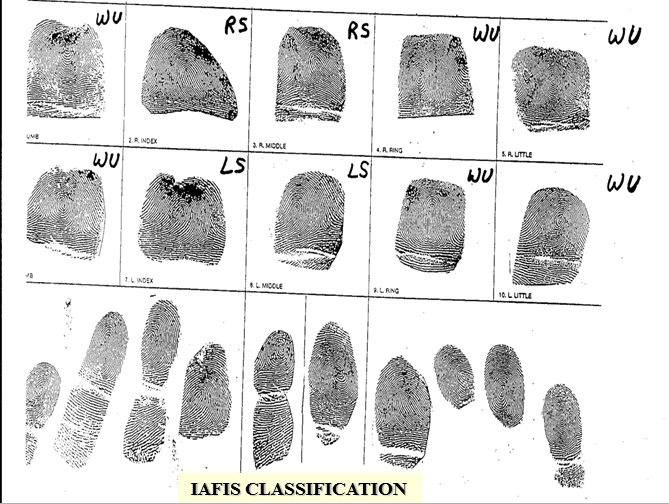 WU RS RS WU WU
UMB 2. R. INDEX 3. R. MIDDLE 4. R. RING 5. R. LITTLE
WU LS LS WU WU
MB 7. L. INDEX 8. L. MIDDLE 9. L. RING 10. L. LITTLE
IAFIS CLASSIFICATION